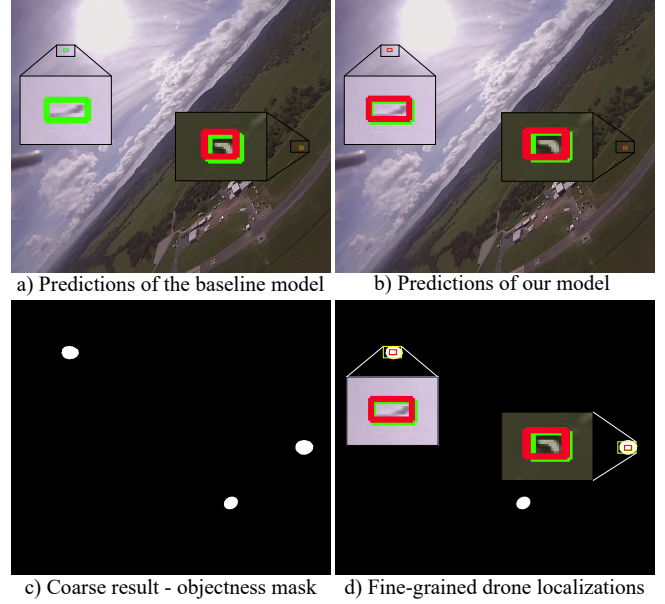 a) Predictions of the baseline model
b) Predictions of our model
c) Coarse result - objectness mask
d) Fine-grained drone localizations